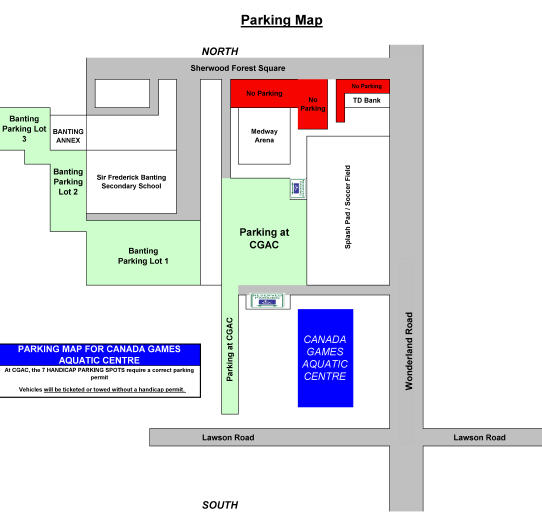 Parking Map
NORTH
Sherwood Forest Square
No Parking
No Parking
No
Parking
TD Bank
Banting
Parking Lot
3
BANTING
ANNEX
Medway
Arena
Banting
Parking
Lot 2
Sir Frederick Banting
Secondary School
Splash Pad / Soccer Field
Parking at
CGAC
Banting
Parking Lot 1
Parking at CGAC
CANADA
GAMES
AQUATIC
CENTRE
Wonderland Road
PARKING MAP FOR CANADA GAMES
AQUATIC CENTRE
At CGAC, the 7 HANDICAP PARKING SPOTS require a correct parking
permit
Vehicles will be ticketed or towed without a handicap permit.
Lawson Road
Lawson Road
SOUTH